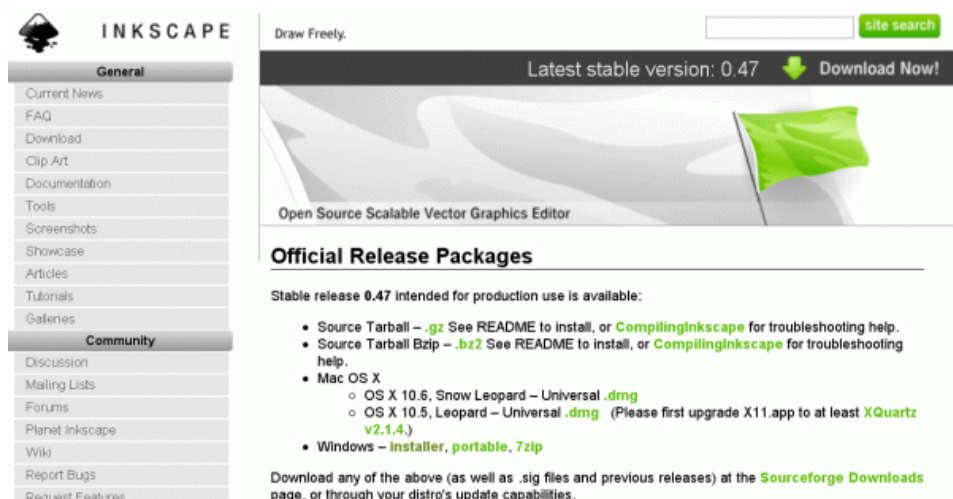 INKSCAPE
Draw Freely.
site search
Latest stable version: 0.47
Download Now!
General
Current News
FAQ
Download
Clip Art
Documentation
Tools
Screenshots
Showcase
Articles
Tutorials
Galleries
Community
Discussion
Mailing Lists
Forums
Planet Inkscape
Wiki
Report Bugs
Request Features
Open Source Scalable Vector Graphics Editor
Official Release Packages
Stable release 0.47 intended for production use is available:
• Source Tarball – .gz See README to install, or CompilingInkscape for troubleshooting help.
• Source Tarball Bzip – .bz2 See README to install, or CompilingInkscape for troubleshooting
help.
• Mac OS X
○ OS X 10.6, Snow Leopard – Universal .dmg
○ OS X 10.5, Leopard – Universal .dmg (Please first upgrade X11.app to at least XQuartz
v2.1.4.)
• Windows – installer, portable, 7zip
Download any of the above (as well as .sig files and previous releases) at the Sourceforge Downloads
page, or through your distro's update capabilities.